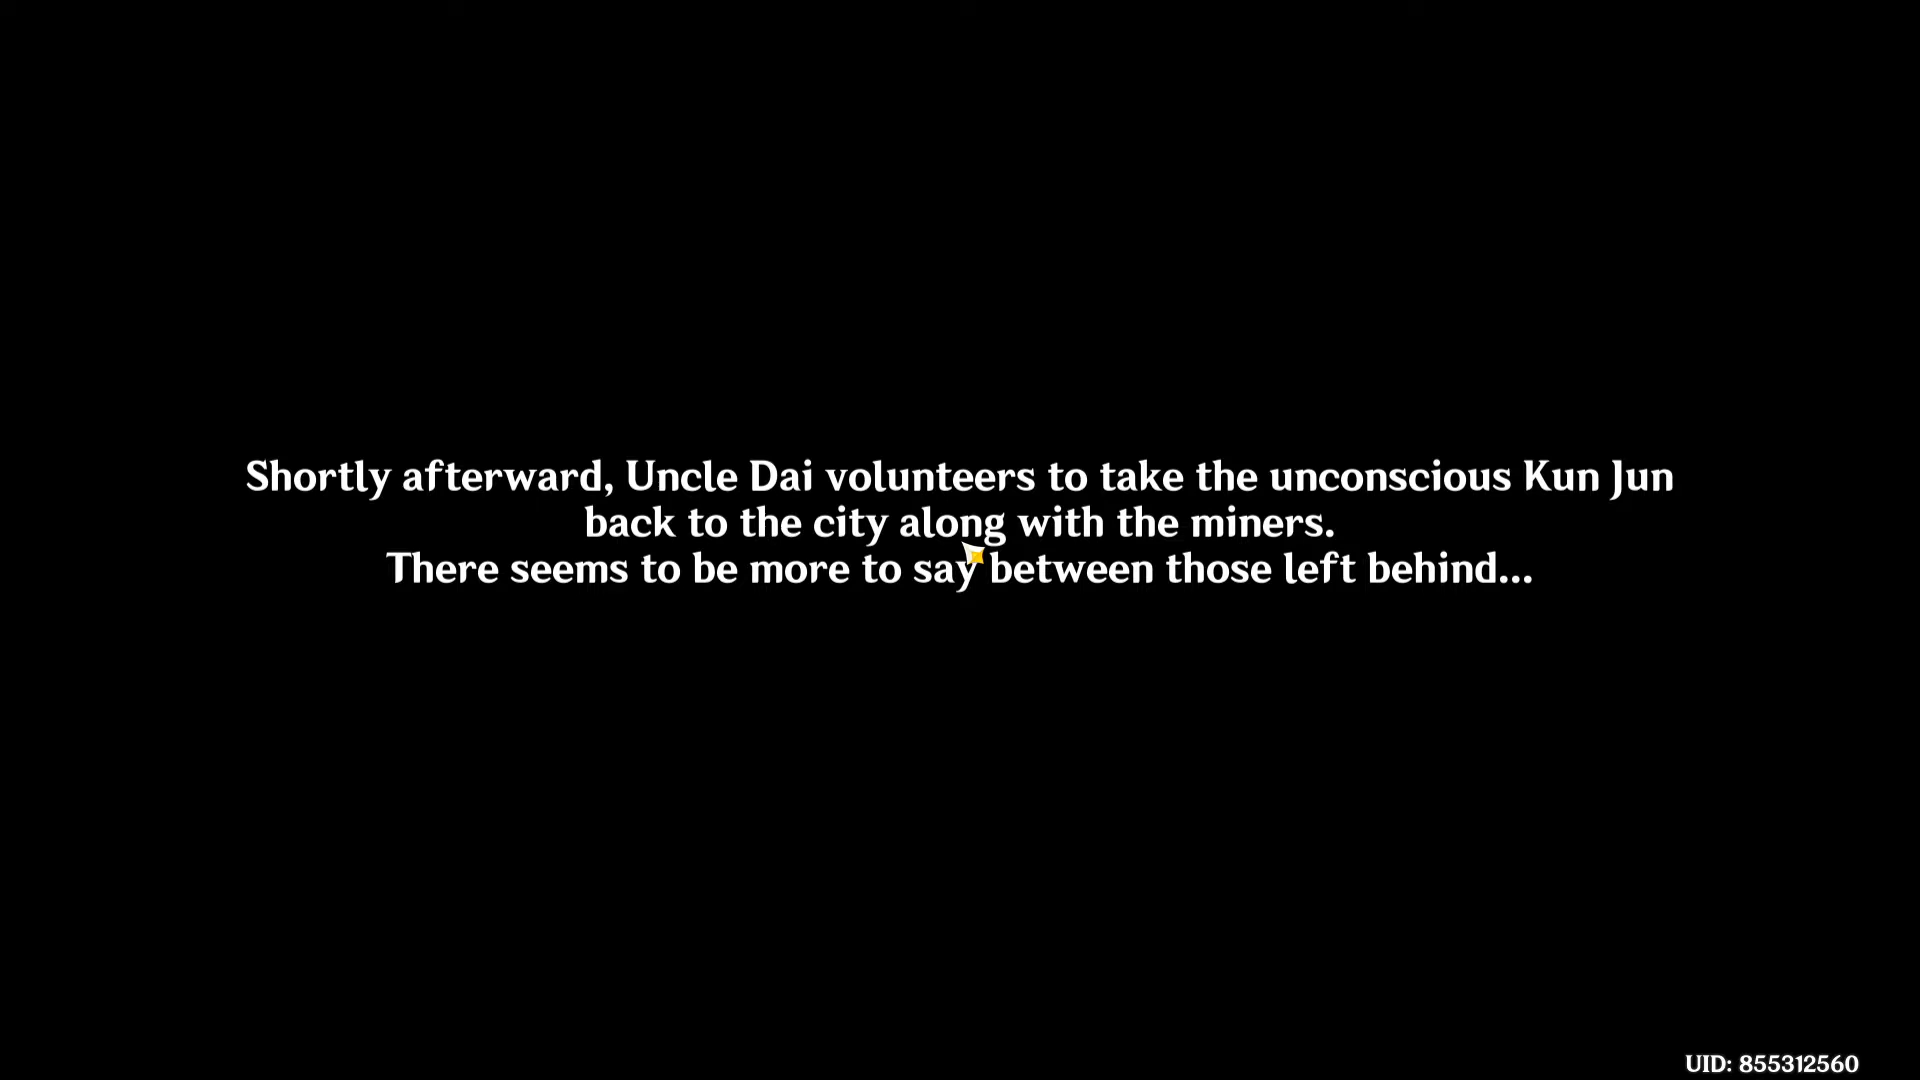 Shortly afterward, Uncle Dai volunteers to take the unconscious Kun Jun
back to the city along with the miners.
There seems to be more to say between those left behind...
UID: 855312560